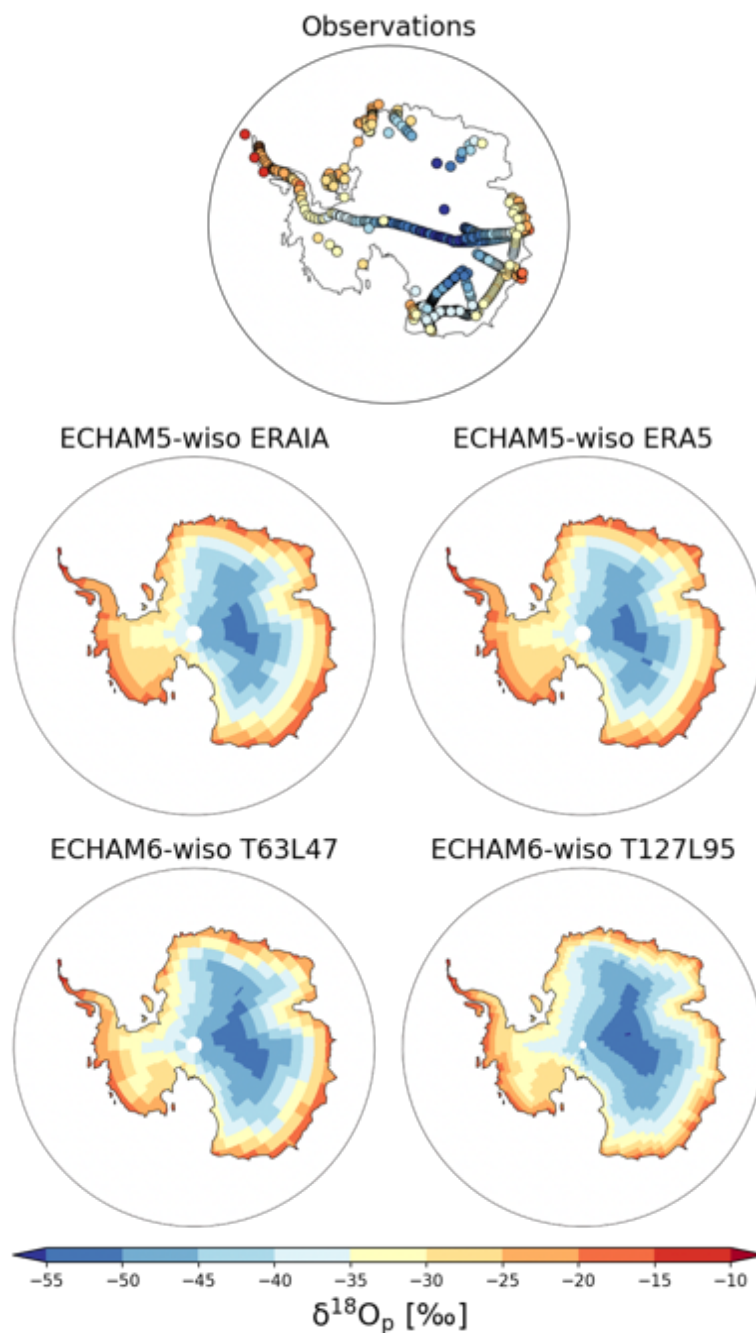 Observations
ECHAM5-wiso ERAIA
ECHAM5-wiso ERA5
ECHAM6-wiso T63L47
ECHAM6-wiso T127L95
−55 −50 −45 −40 −35 −30 −25 −20 −15 −10
δ¹⁸Oₚ [‰]